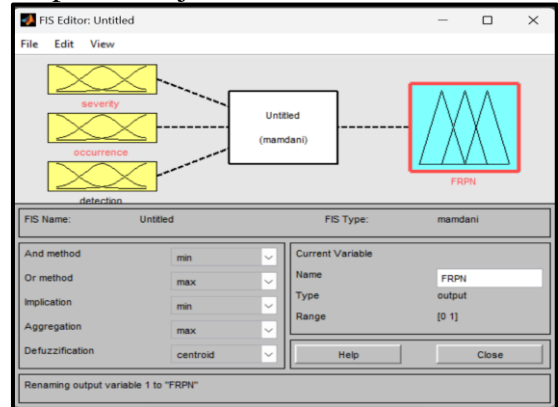 FIS Editor: Untitled
File Edit View
severity
occurrence
detection
Untitled
(mamdani)
FRPN
FIS Name: Untitled FIS Type: mamdani
And method min
Or method max
Implication min
Aggregation max
Defuzzification centroid
Current Variable
Name FRPN
Type output
Range [0 1]
Help Close
Renaming output variable 1 to "FRPN"